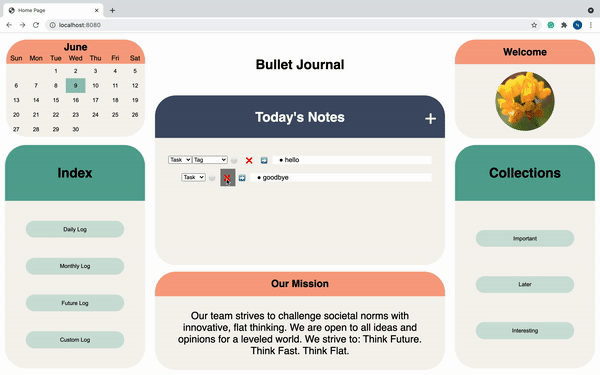 Home Page
localhost:8080
June
Sun Mon Tue Wed Thu Fri Sat
1 2 3 4 5
6 7 8 9 10 11 12
13 14 15 16 17 18 19
20 21 22 23 24 25 26
27 28 29 30
Bullet Journal
Welcome
Today's Notes
+
Task Tag • hello
Task • goodbye
Index
Daily Log
Monthly Log
Future Log
Custom Log
Collections
Important
Later
Interesting
Our Mission
Our team strives to challenge societal norms with
innovative, flat thinking. We are open to all ideas and
opinions for a leveled world. We strive to: Think Future.
Think Fast. Think Flat.